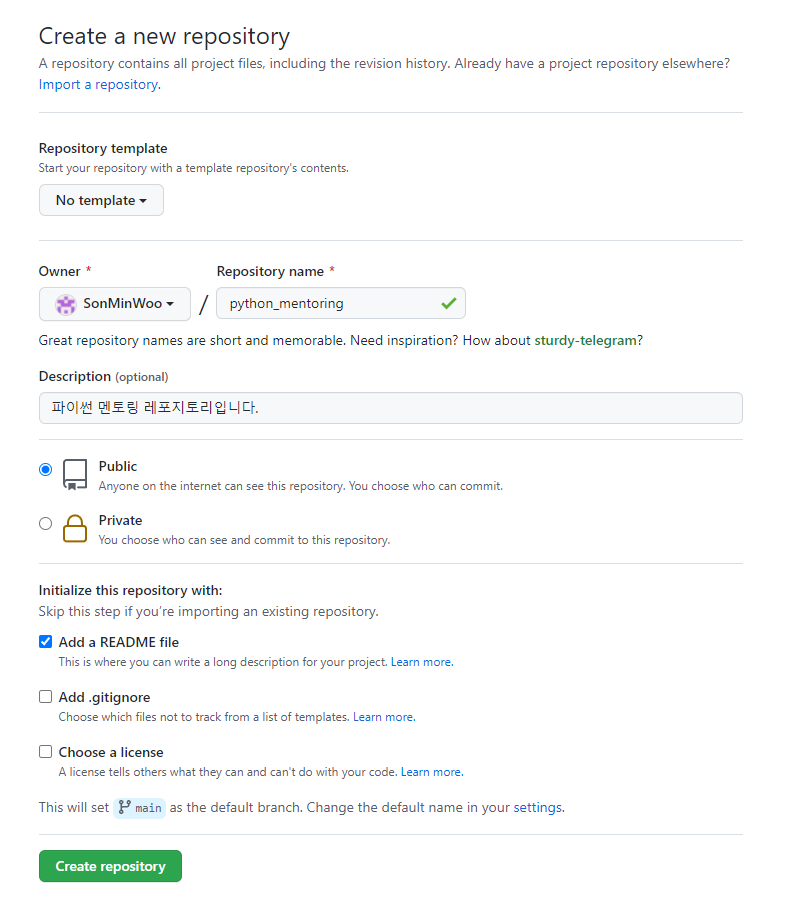 Create a new repository
A repository contains all project files, including the revision history. Already have a project repository elsewhere?
Import a repository.
Repository template
Start your repository with a template repository's contents.
No template
Owner *
Repository name *
SonMinWoo / python_mentoring
Great repository names are short and memorable. Need inspiration? How about sturdy-telegram?
Description (optional)
파이썬 멘토링 레포지토리입니다.
Public
Anyone on the internet can see this repository. You choose who can commit.
Private
You choose who can see and commit to this repository.
Initialize this repository with:
Skip this step if you're importing an existing repository.
Add a README file
This is where you can write a long description for your project. Learn more.
Add .gitignore
Choose which files not to track from a list of templates. Learn more.
Choose a license
A license tells others what they can and can't do with your code. Learn more.
This will set main as the default branch. Change the default name in your settings.
Create repository